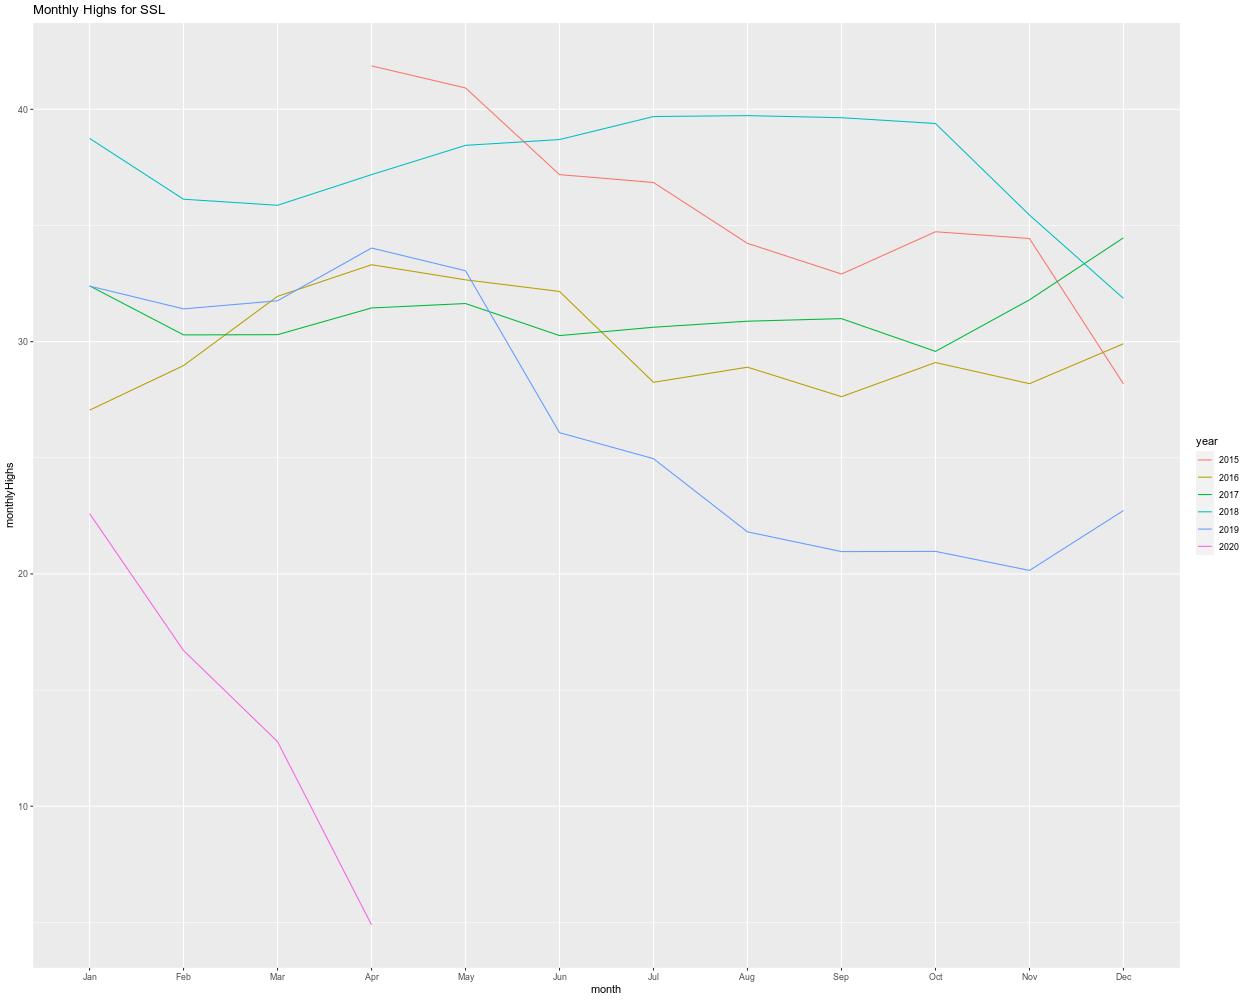 Monthly Highs for SSL
monthlyHighs
40
30
20
10
Jan Feb Mar Apr May Jun Jul Aug Sep Oct Nov Dec
month
year
2015
2016
2017
2018
2019
2020